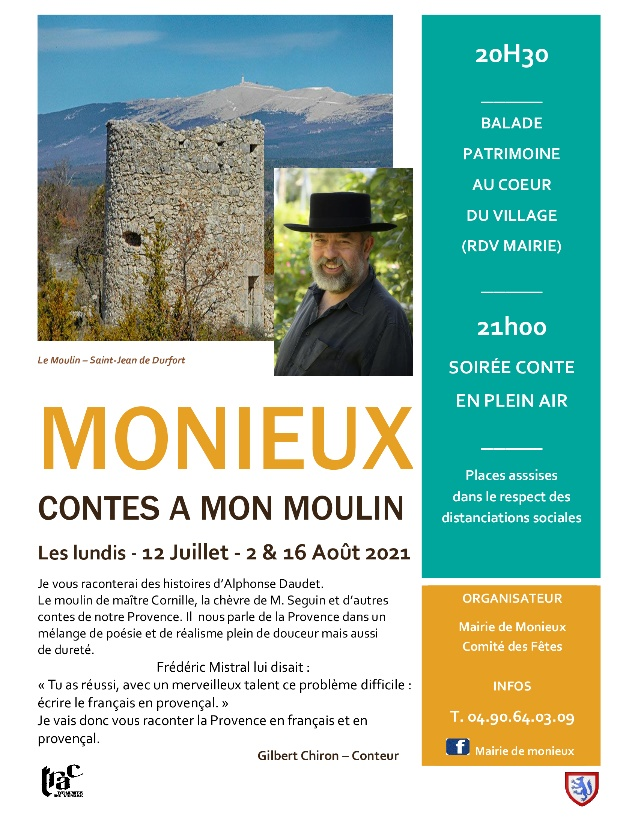 Le Moulin – Saint-Jean de Durfort
MONIEUX
CONTES A MON MOULIN
Les lundis - 12 Juillet - 2 & 16 Août 2021
Je vous raconterai des histoires d'Alphonse Daudet.
Le moulin de maître Cornille, la chèvre de M. Seguin et d'autres
contes de notre Provence. Il nous parle de la Provence dans un
mélange de poésie et de réalisme plein de douceur mais aussi
de dureté.
Frédéric Mistral lui disait :
« Tu as réussi, avec un merveilleux talent ce problème difficile :
écrire le français en provençal. »
Je vais donc vous raconter la Provence en français et en
provençal.
Gilbert Chiron – Conteur
trac
20H30
BALADE
PATRIMOINE
AU COEUR
DU VILLAGE
(RDV MAIRIE)
21h00
SOIRÉE CONTE
EN PLEIN AIR
Places asssises
dans le respect des
distanciations sociales
ORGANISATEUR
Mairie de Monieux
Comité des Fêtes
INFOS
T. 04.90.64.03.09
f Mairie de monieux